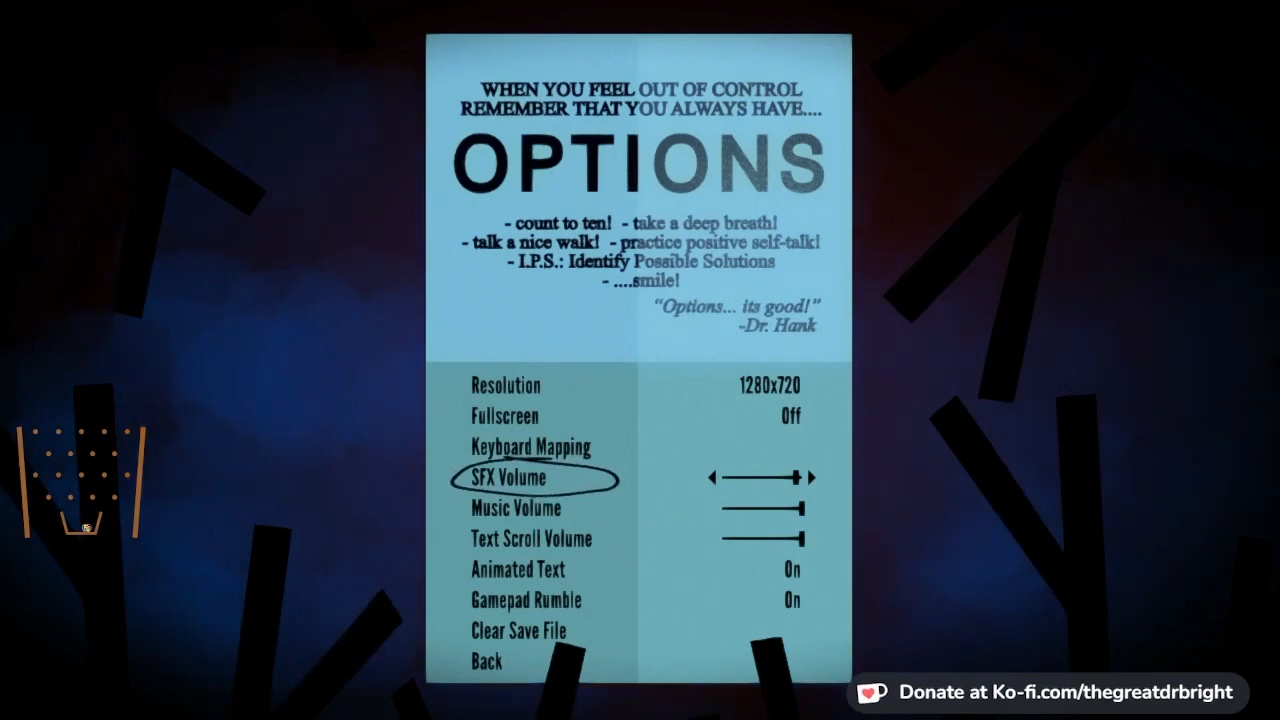 WHEN YOU FEEL OUT OF CONTROL
REMEMBER THAT YOU ALWAYS HAVE....
OPTIONS
- count to ten! - take a deep breath!
- talk a nice walk! - practice positive self-talk!
- I.P.S.: Identify Possible Solutions
- ....smile!
“Options... its good!”
-Dr. Hank
Resolution 1280x720
Fullscreen Off
Keyboard Mapping
SFX Volume
Music Volume
Text Scroll Volume
Animated Text On
Gamepad Rumble On
Clear Save File
Back
Donate at Ko-fi.com/thegreatdrbright